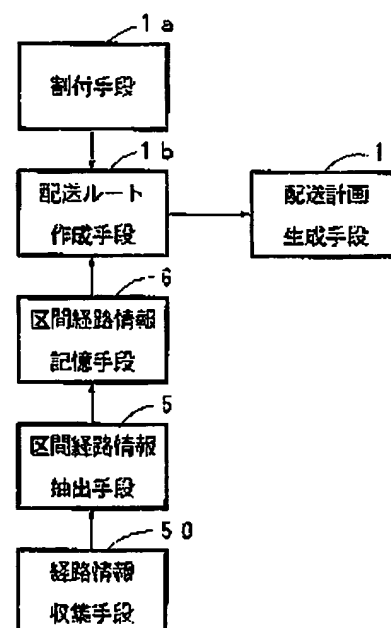 1a
割付手段
1b
配送ルート
作成手段
1
配送計画
生成手段
6
区間経路情報
記憶手段
5
区間経路情報
抽出手段
50
経路情報
収集手段